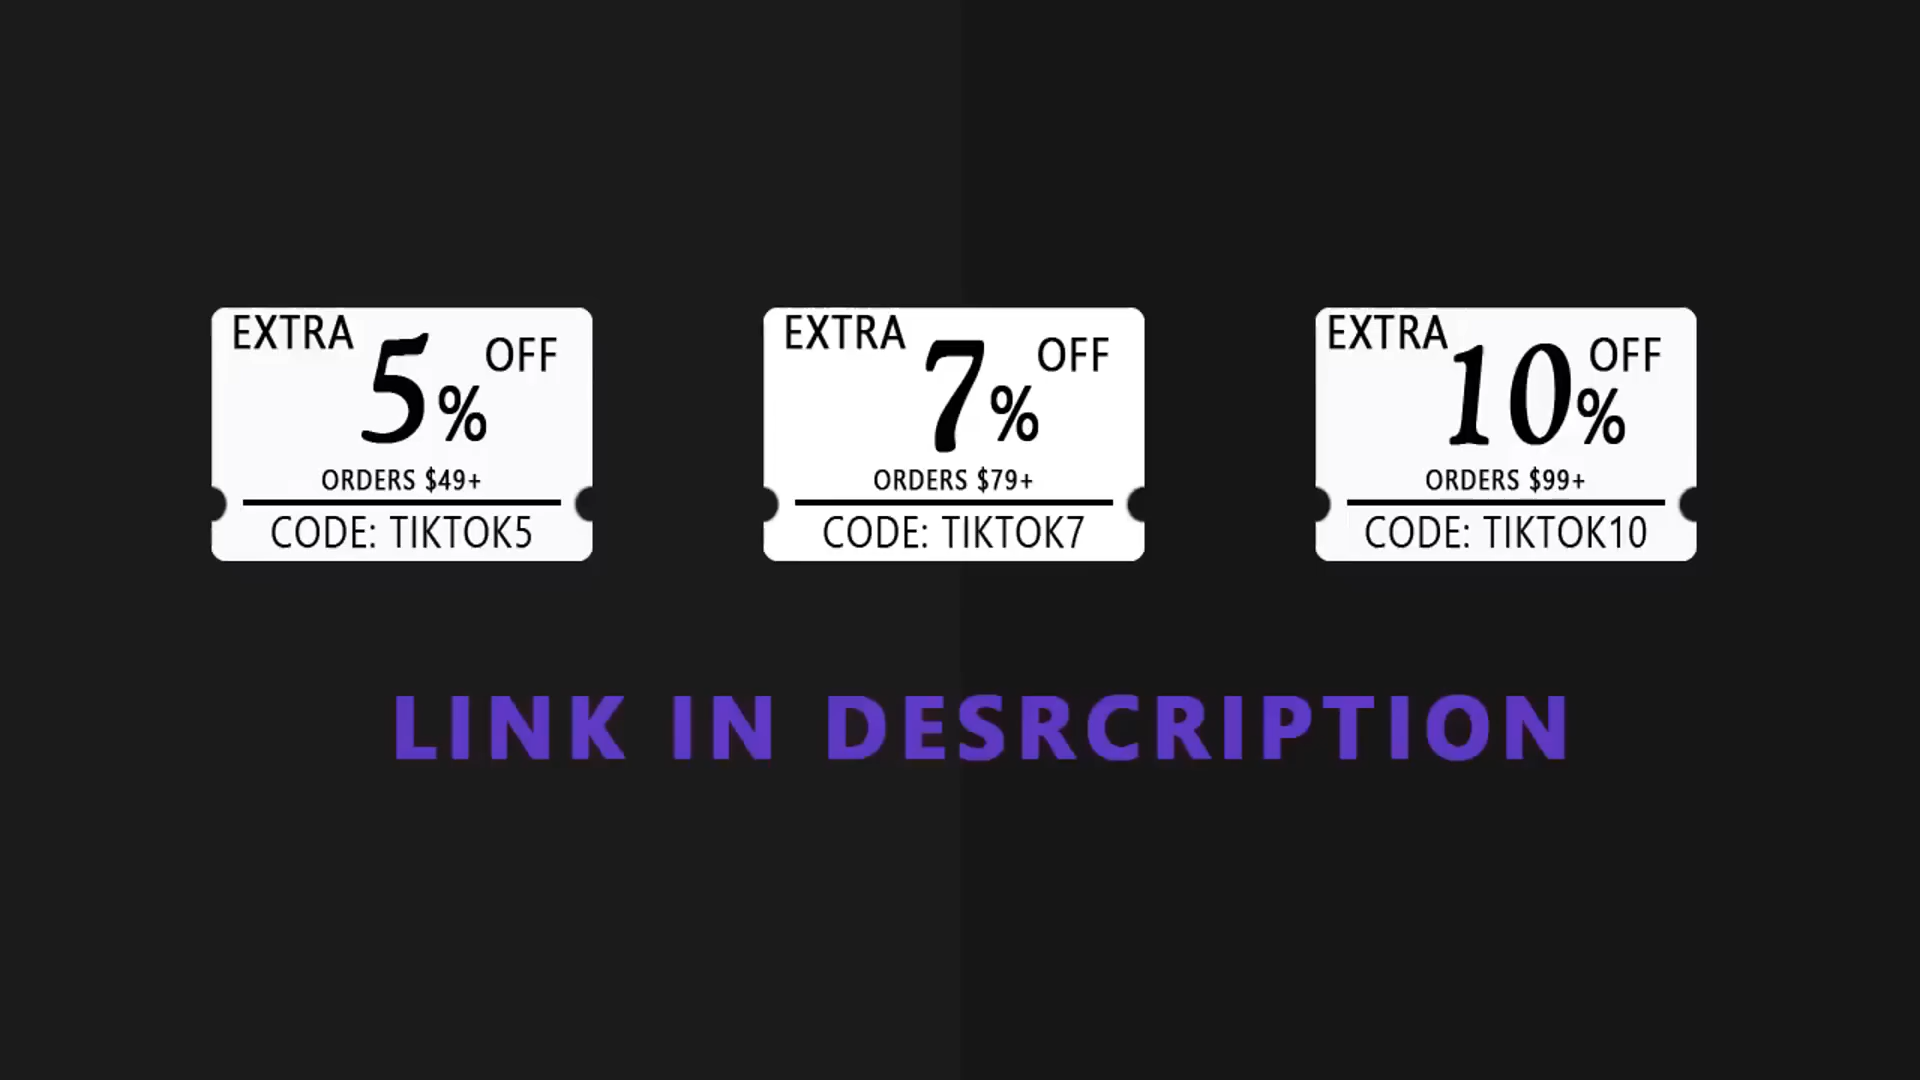 EXTRA 5% OFF
ORDERS $49+
CODE: TIKTOK5
EXTRA 7% OFF
ORDERS $79+
CODE: TIKTOK7
EXTRA 10% OFF
ORDERS $99+
CODE: TIKTOK10
LINK IN DESRCRIPTION